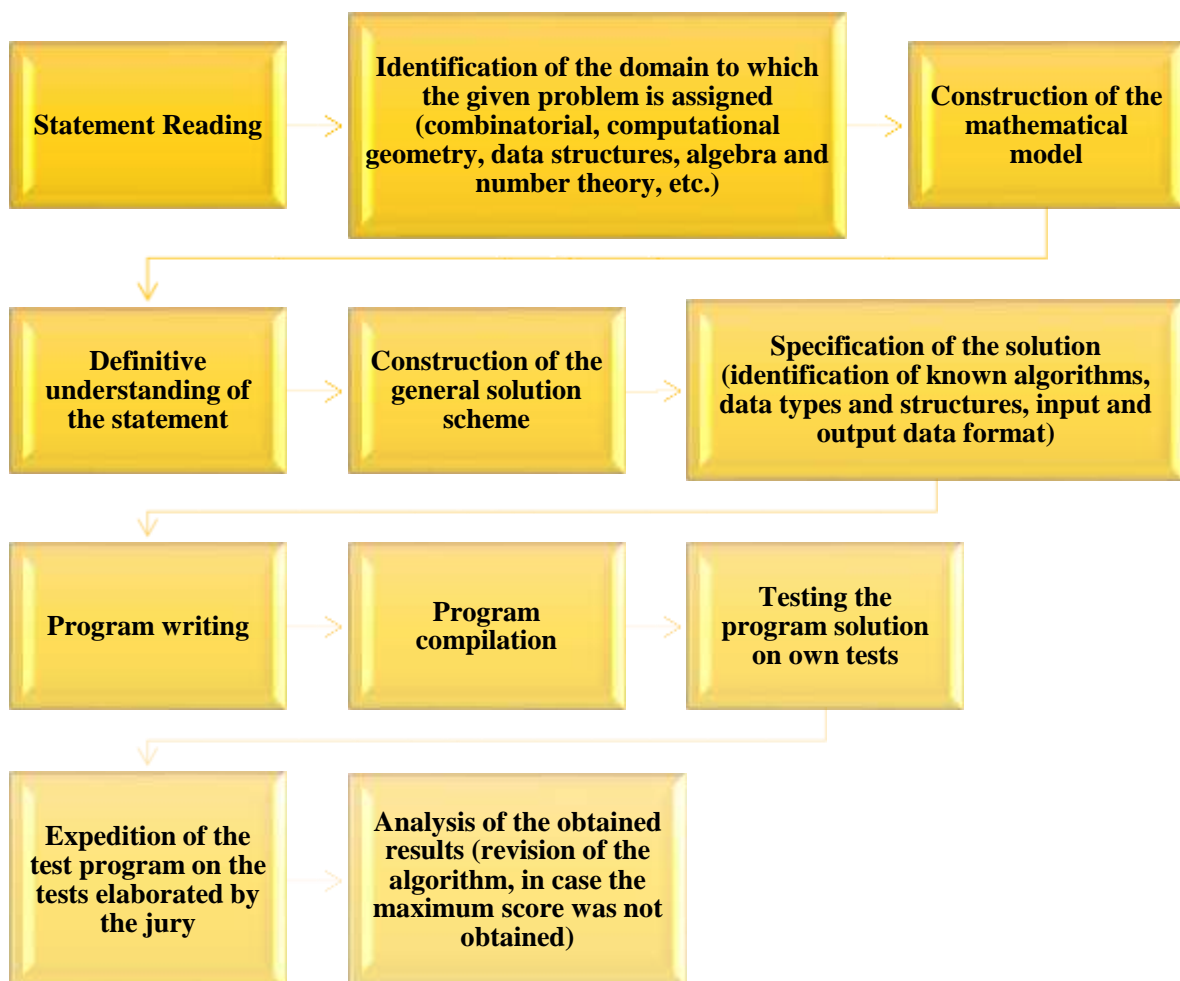 Statement Reading
Identification of the domain to which
the given problem is assigned
(combinatorial, computational
geometry, data structures, algebra and
number theory, etc.)
Construction of the
mathematical
model
Definitive
understanding of
the statement
Construction of the
general solution
scheme
Specification of the solution
(identification of known algorithms,
data types and structures, input and
output data format)
Program writing
Program
compilation
Testing the
program solution
on own tests
Expedition of the
test program on the
tests elaborated by
the jury
Analysis of the obtained
results (revision of the
algorithm, in case the
maximum score was not
obtained)